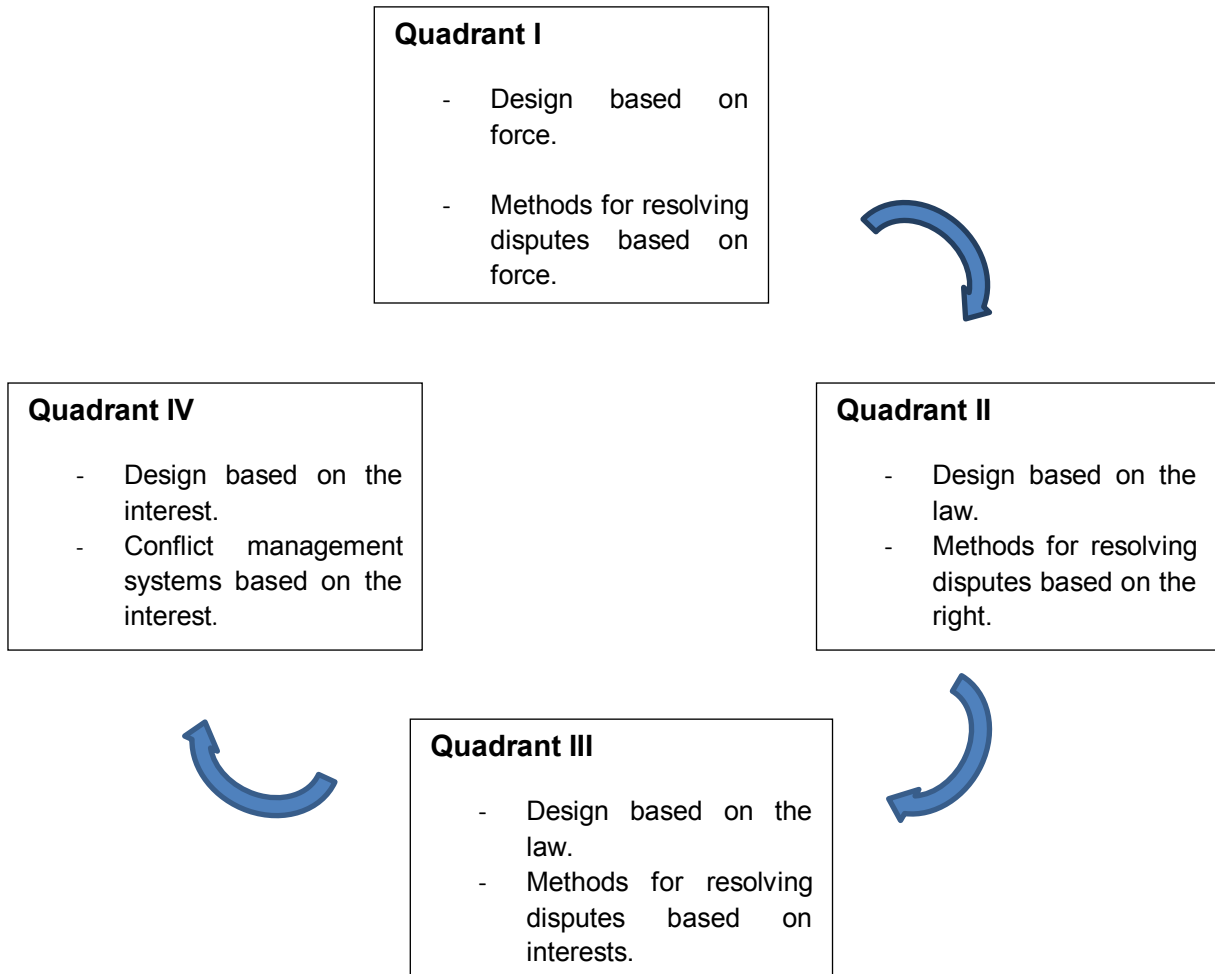 Quadrant I
- Design based on
force.
- Methods for resolving
disputes based on
force.
Quadrant IV
- Design based on the
interest.
- Conflict management
systems based on the
interest.
Quadrant II
- Design based on the
law.
- Methods for resolving
disputes based on the
right.
Quadrant III
- Design based on the
law.
- Methods for resolving
disputes based on
interests.